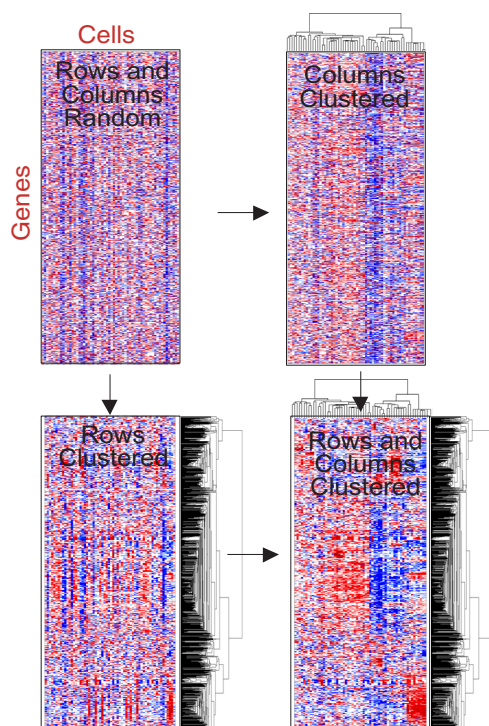 Cells
Rows and
Columns
Random
Columns
Clustered
Genes
Rows
Clustered
Rows and
Columns
Clustered